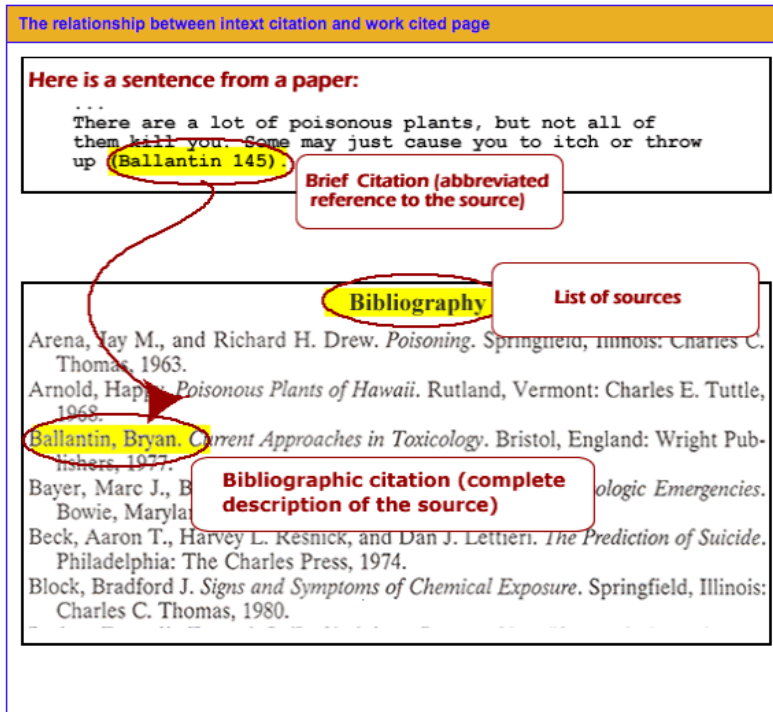 The relationship between intext citation and work cited page
Here is a sentence from a paper:
...
There are a lot of poisonous plants, but not all of
them kill you. Some may just cause you to itch or throw
up (Ballantin 145).
Brief Citation (abbreviated
reference to the source)
Bibliography
List of sources
Arena, Jay M., and Richard H. Drew. Poisoning. Springfield, Illinois: Charles C.
Thomas, 1963.
Arnold, Happy. Poisonous Plants of Hawaii. Rutland, Vermont: Charles E. Tuttle,
1968.
Ballantin, Bryan. Current Approaches in Toxicology. Bristol, England: Wright Pub-
lishers, 1977.
Bibliographic citation (complete
description of the source)
Bayer, Marc J., B ologic Emergencies.
Bowie, Maryla
Beck, Aaron T., Harvey L. Resnick, and Dan J. Lettieri. The Prediction of Suicide.
Philadelphia: The Charles Press, 1974.
Block, Bradford J. Signs and Symptoms of Chemical Exposure. Springfield, Illinois:
Charles C. Thomas, 1980.